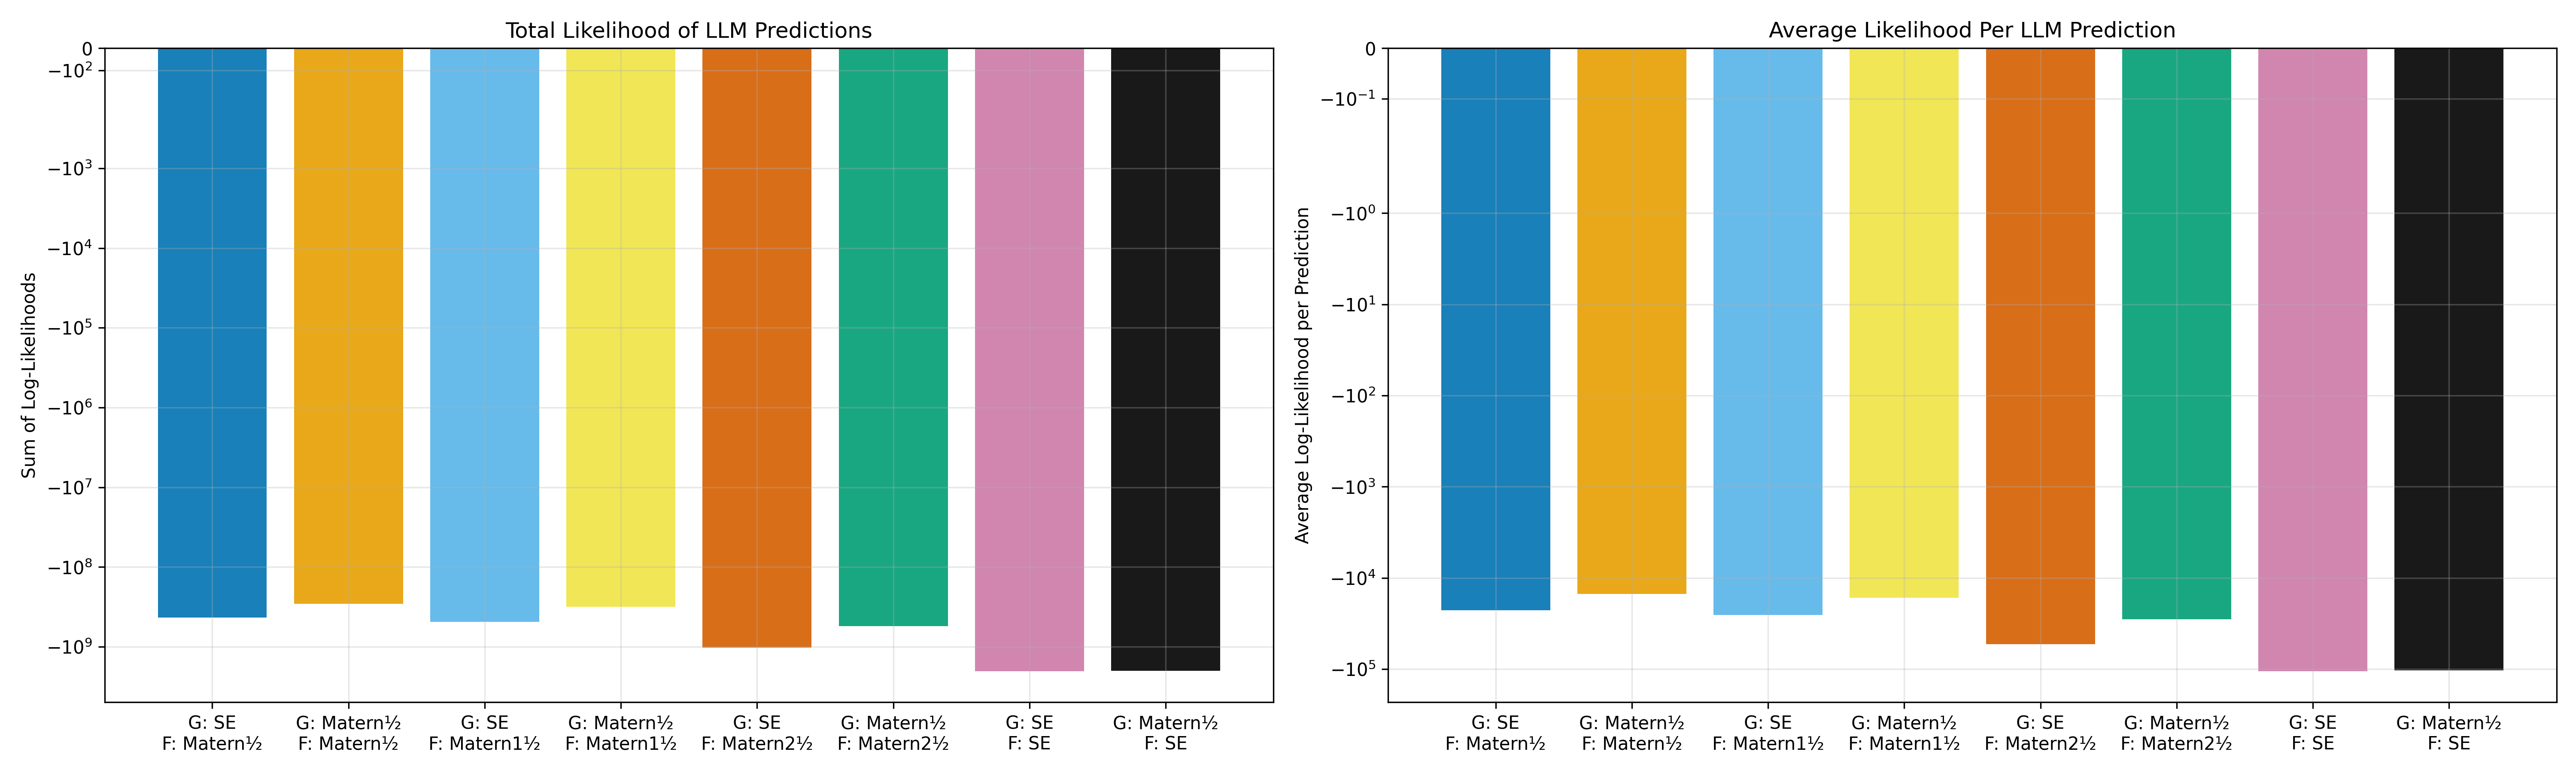 Total Likelihood of LLM Predictions
Sum of Log-Likelihoods
0
−10²
−10³
−10⁴
−10⁵
−10⁶
−10⁷
−10⁸
−10⁹
G: SE
F: Matern½
G: Matern½
F: Matern½
G: SE
F: Matern1½
G: Matern½
F: Matern1½
G: SE
F: Matern2½
G: Matern½
F: Matern2½
G: SE
F: SE
G: Matern½
F: SE
Average Likelihood Per LLM Prediction
Average Log-Likelihood per Prediction
0
−10⁻¹
−10⁰
−10¹
−10²
−10³
−10⁴
−10⁵
G: SE
F: Matern½
G: Matern½
F: Matern½
G: SE
F: Matern1½
G: Matern½
F: Matern1½
G: SE
F: Matern2½
G: Matern½
F: Matern2½
G: SE
F: SE
G: Matern½
F: SE